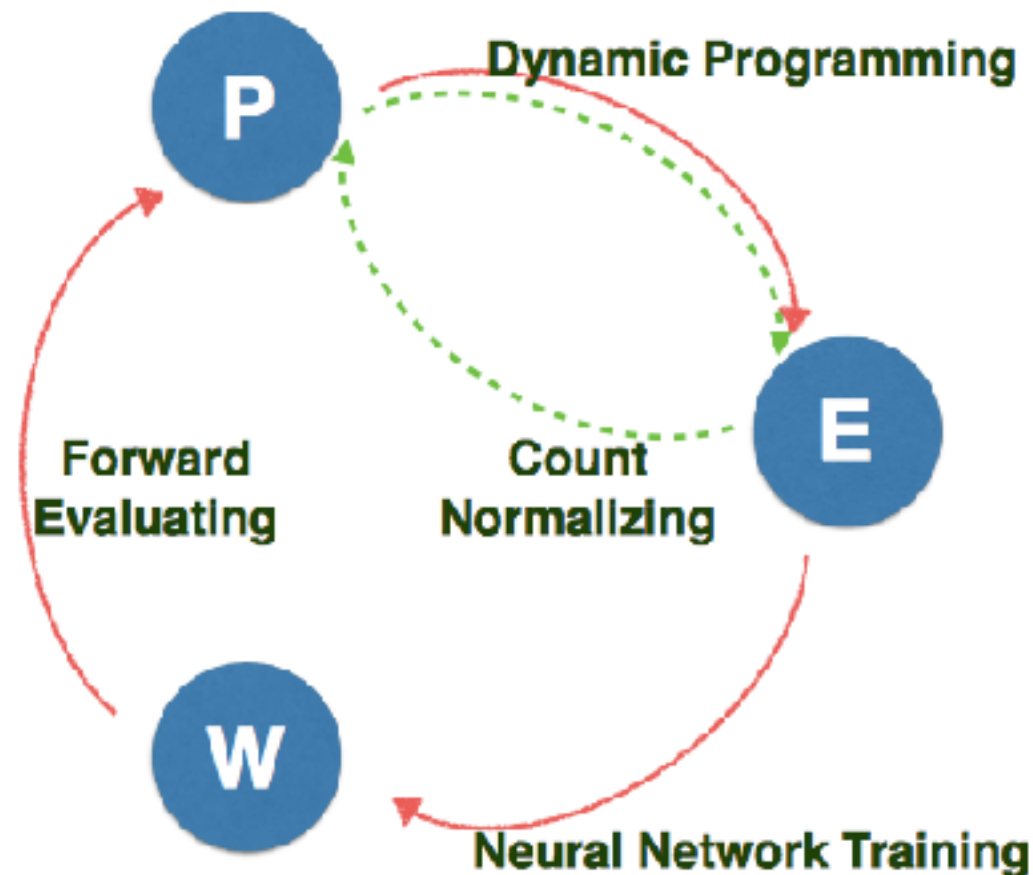 Dynamic Programming
P
E
Forward
Evaluating
Count
Normalizing
W
Neural Network Training